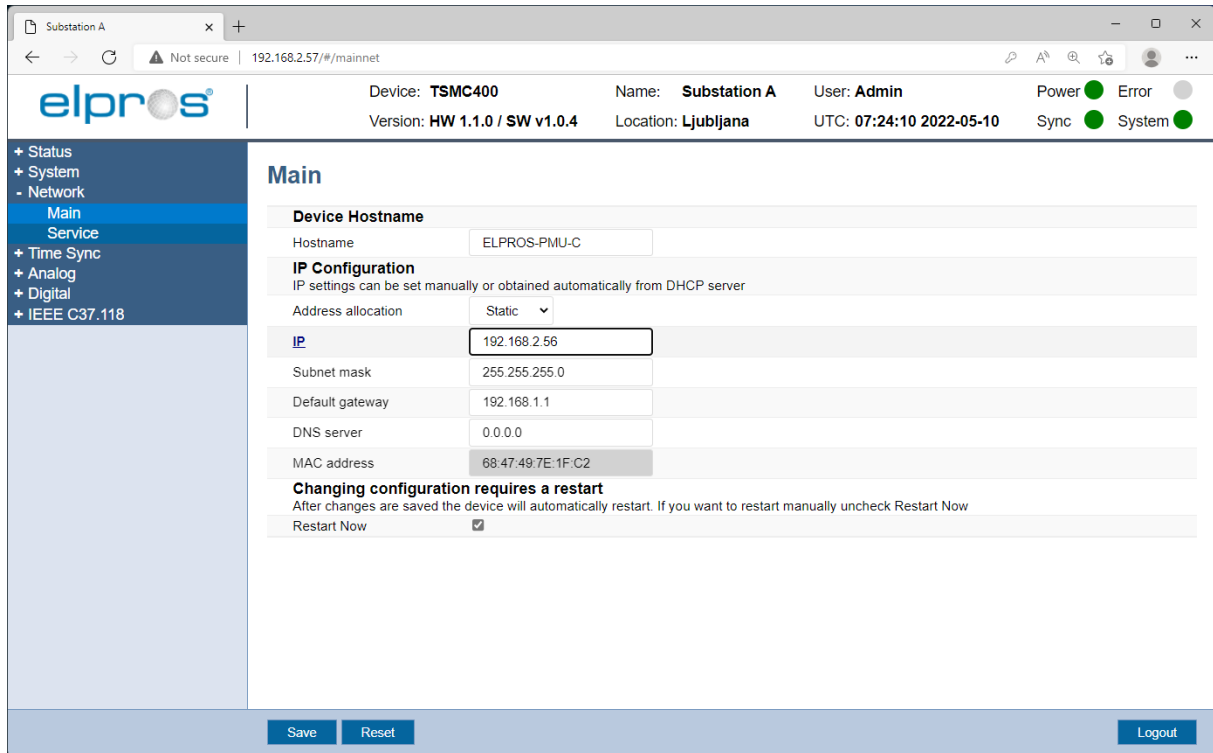 Substation A
Not secure 192.168.2.57/#/mainnet
elpros®
Device: TSMC400 Name: Substation A User: Admin Power Error
Version: HW 1.1.0 / SW v1.0.4 Location: Ljubljana UTC: 07:24:10 2022-05-10 Sync System
+ Status
+ System
- Network
Main
Service
+ Time Sync
+ Analog
+ Digital
+ IEEE C37.118
Main
Device Hostname
Hostname ELPROS-PMU-C
IP Configuration
IP settings can be set manually or obtained automatically from DHCP server
Address allocation Static
IP 192.168.2.56
Subnet mask 255.255.255.0
Default gateway 192.168.1.1
DNS server 0.0.0.0
MAC address 68:47:49:7E:1F:C2
Changing configuration requires a restart
After changes are saved the device will automatically restart. If you want to restart manually uncheck Restart Now
Restart Now
Save Reset Logout